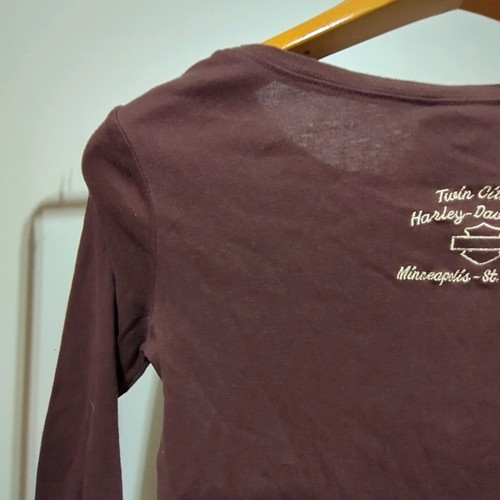 Twin Cit
Harley-Dav
Minneapolis - St.